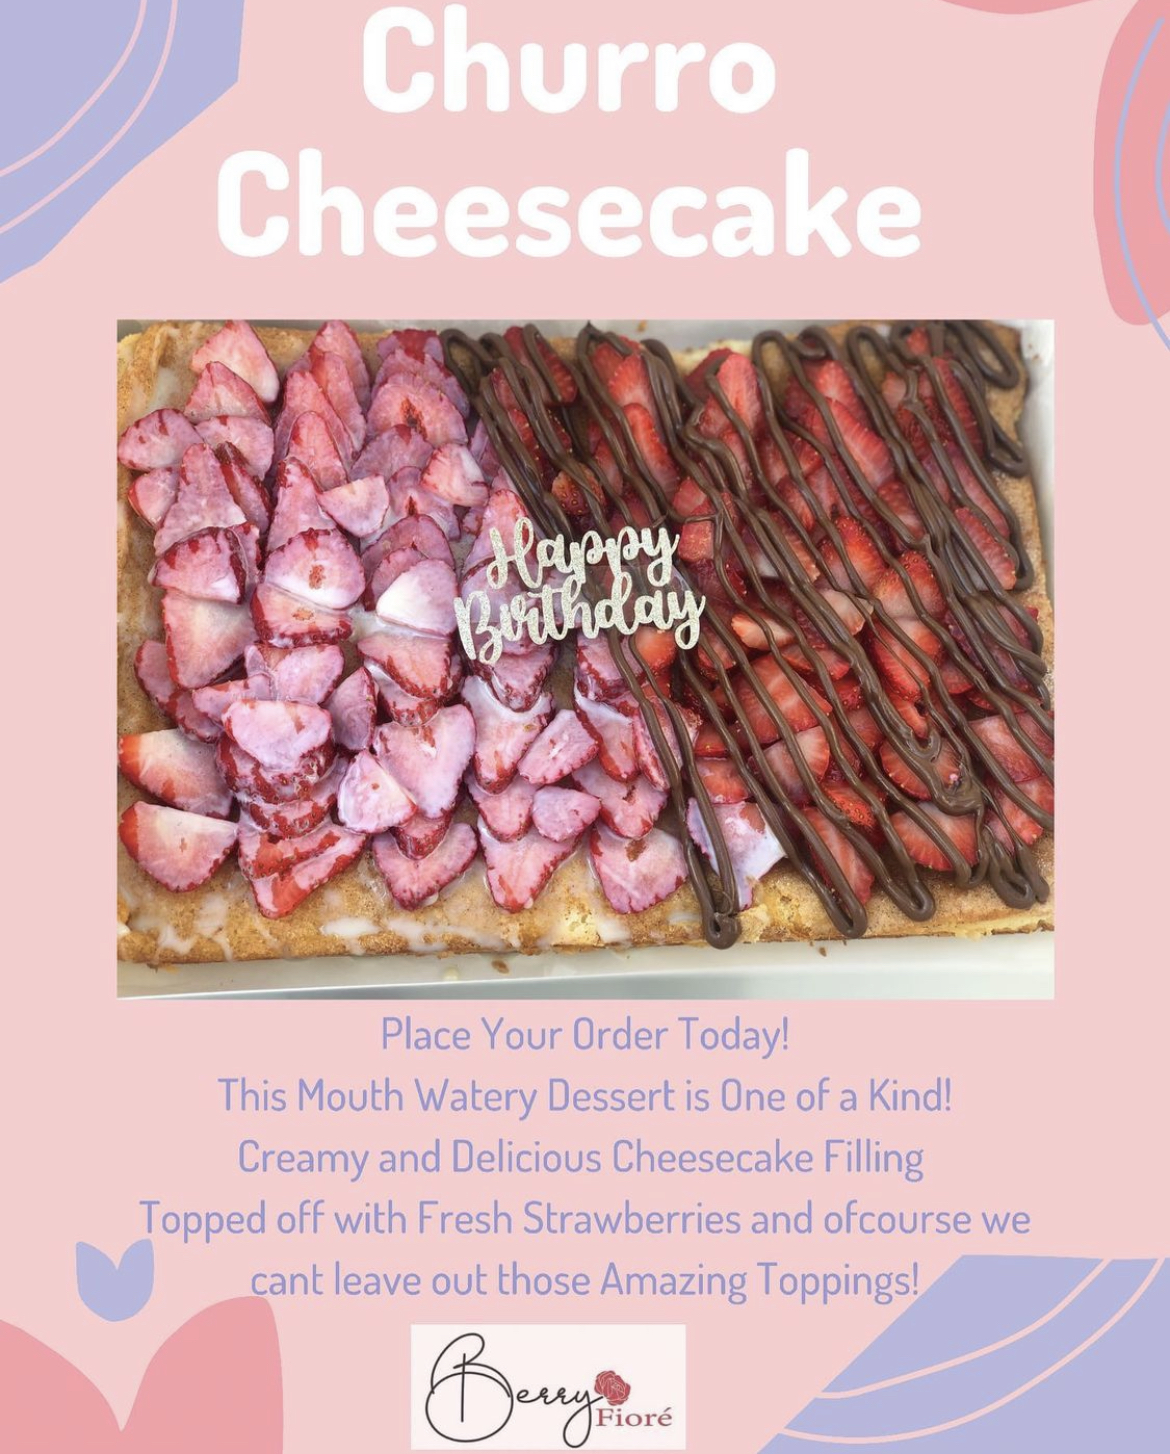 Churro
Cheesecake
Happy
Birthday
Place Your Order Today!
This Mouth Watery Dessert is One of a Kind!
Creamy and Delicious Cheesecake Filling
Topped off with Fresh Strawberries and ofcourse we
cant leave out those Amazing Toppings!
Berry
Fioré